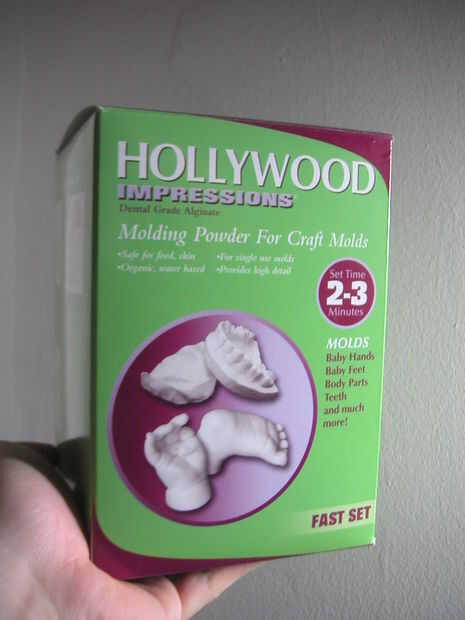 HOLLYWOOD
IMPRESSIONS®
Dental Grade Alginate
Molding Powder For Craft Molds
•Safe for food, skin •For single use molds
•Organic, water based •Provides high detail
Set Time
2-3
Minutes
MOLDS
Baby Hands
Baby Feet
Body Parts
Teeth
and much
more!
FAST SET